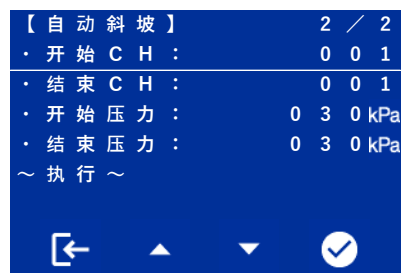 【自动斜坡】 2／2
・开始CH： 001
・结束CH： 001
・开始压力： 030kPa
・结束压力： 030kPa
～执行～